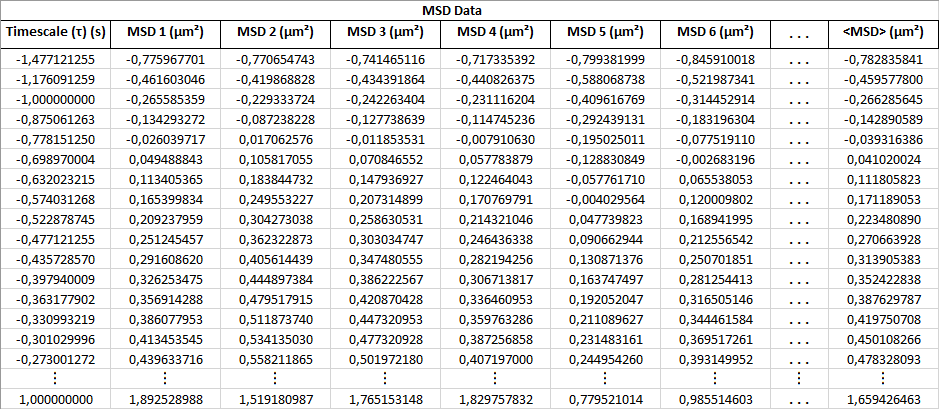 MSD Data
Timescale (τ) (s) MSD 1 (µm²) MSD 2 (µm²) MSD 3 (µm²) MSD 4 (µm²) MSD 5 (µm²) MSD 6 (µm²) . . . <MSD> (µm²)
-1,477121255 -0,775967701 -0,770654743 -0,741465116 -0,717335392 -0,799381999 -0,845910018 . . . -0,782835841
-1,176091259 -0,461603046 -0,419868828 -0,434391864 -0,440826375 -0,588068738 -0,521987341 . . . -0,459577800
-1,000000000 -0,265585359 -0,229333724 -0,242263404 -0,231116204 -0,409616769 -0,314452914 . . . -0,266285645
-0,875061263 -0,134293272 -0,087238228 -0,127738639 -0,114745236 -0,292439131 -0,183196304 . . . -0,142890589
-0,778151250 -0,026039717 0,017062576 -0,011853531 -0,007910630 -0,195025011 -0,077519110 . . . -0,039316386
-0,698970004 0,049488843 0,105817055 0,070846552 0,057783879 -0,128830849 -0,002683196 . . . 0,041020024
-0,632023215 0,113405365 0,183844732 0,147936927 0,122464043 -0,057761710 0,065538053 . . . 0,111805823
-0,574031268 0,165399834 0,249553227 0,207314899 0,170769791 -0,004029564 0,120009802 . . . 0,171189053
-0,522878745 0,209237959 0,304273038 0,258630531 0,214321046 0,047739823 0,168941995 . . . 0,223480890
-0,477121255 0,251245457 0,362322873 0,303034747 0,246436338 0,090662944 0,212556542 . . . 0,270663928
-0,435728570 0,291608620 0,405614439 0,347480555 0,282194256 0,130871376 0,250701851 . . . 0,313905383
-0,397940009 0,326253475 0,444897384 0,386222567 0,306713817 0,163747497 0,281254413 . . . 0,352422838
-0,363177902 0,356914288 0,479517915 0,420870428 0,336460953 0,192052047 0,316505146 . . . 0,387629787
-0,330993219 0,386077953 0,511873740 0,447320953 0,359763286 0,211089627 0,344461584 . . . 0,419750708
-0,301029996 0,413453545 0,534135030 0,477320928 0,387256858 0,231483161 0,369517261 . . . 0,450108266
-0,273001272 0,439633716 0,558211865 0,501972180 0,407197000 0,244954260 0,393149952 . . . 0,478328093
⋮ ⋮ ⋮ ⋮ ⋮ ⋮ ⋮ ⋮
1,000000000 1,892528988 1,519180987 1,765153148 1,829757832 0,779521014 0,985514603 . . . 1,659426463